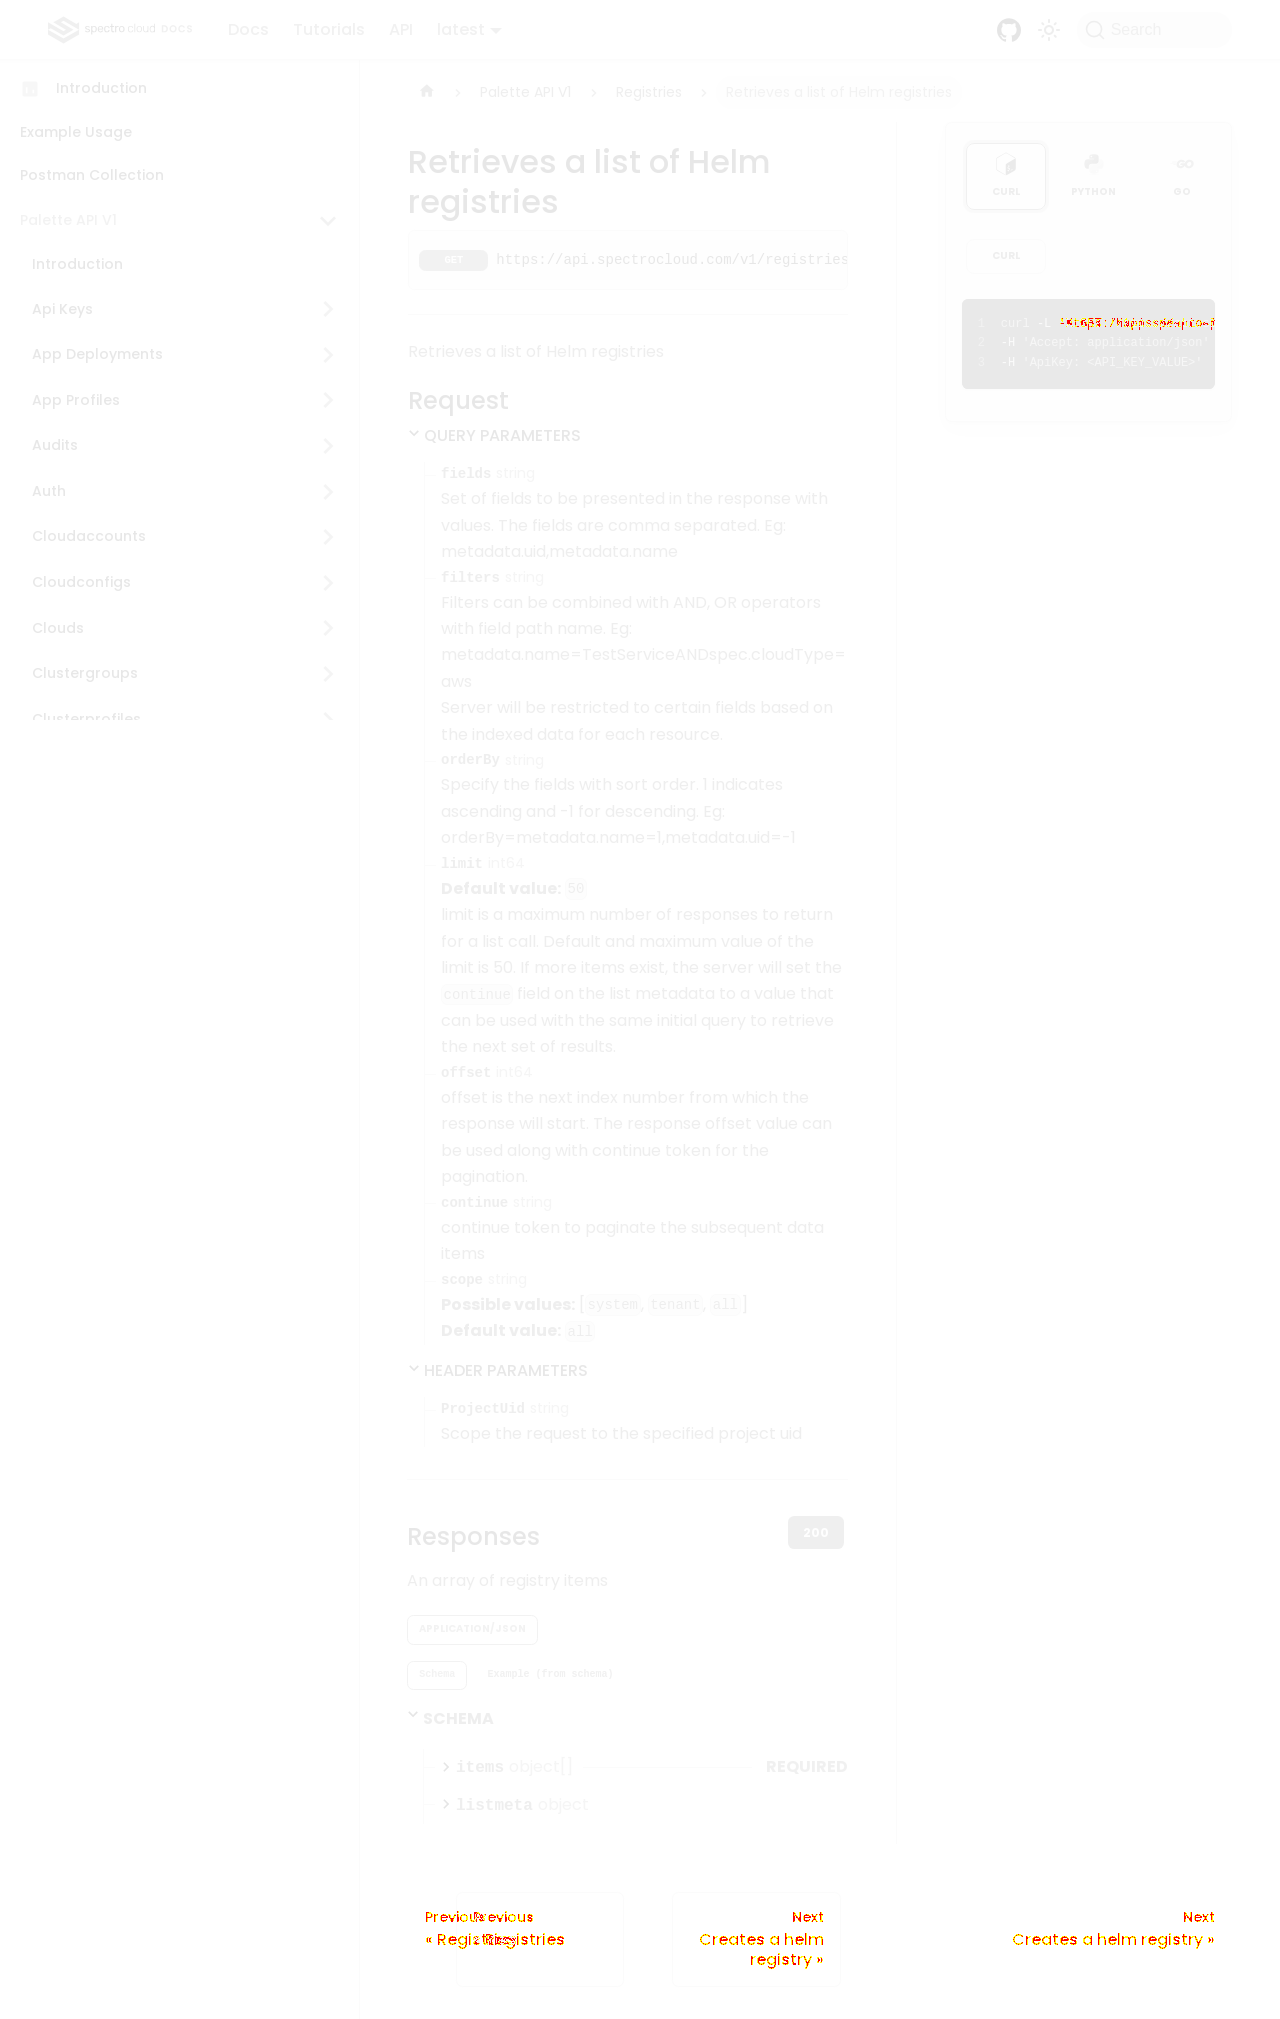 spectro cloud DOCS Docs Tutorials API latest Search
Introduction
Example Usage
Postman Collection
Palette API V1
Introduction
Api Keys
App Deployments
App Profiles
Audits
Auth
Cloudaccounts
Cloudconfigs
Clouds
Clustergroups
Clusterprofiles
Palette API V1 > Registries > Retrieves a list of Helm registries
Retrieves a list of Helm
registries
GET https://api.spectrocloud.com/v1/registries
Retrieves a list of Helm registries
Request
QUERY PARAMETERS
fields string
Set of fields to be presented in the response with
values. The fields are comma separated. Eg:
metadata.uid,metadata.name
filters string
Filters can be combined with AND, OR operators
with field path name. Eg:
metadata.name=TestServiceANDspec.cloudType=
aws
Server will be restricted to certain fields based on
the indexed data for each resource.
orderBy string
Specify the fields with sort order. 1 indicates
ascending and -1 for descending. Eg:
orderBy=metadata.name=1,metadata.uid=-1
limit int64
Default value: 50
limit is a maximum number of responses to return
for a list call. Default and maximum value of the
limit is 50. If more items exist, the server will set the
continue field on the list metadata to a value that
can be used with the same initial query to retrieve
the next set of results.
offset int64
offset is the next index number from which the
response will start. The response offset value can
be used along with continue token for the
pagination.
continue string
continue token to paginate the subsequent data
items
scope string
Possible values: [system, tenant, all]
Default value: all
HEADER PARAMETERS
ProjectUid string
Scope the request to the specified project uid
Responses 200
An array of registry items
APPLICATION/JSON
Schema Example (from schema)
SCHEMA
items object[] REQUIRED
listmeta object
CURL PYTHON GO
CURL
1 curl -L
2 -H 'Accept: application/json'
3 -H 'ApiKey: <API_KEY_VALUE>'
Previous Previous Next Next
Registries Creates a helm Creates a helm registry »
registry »